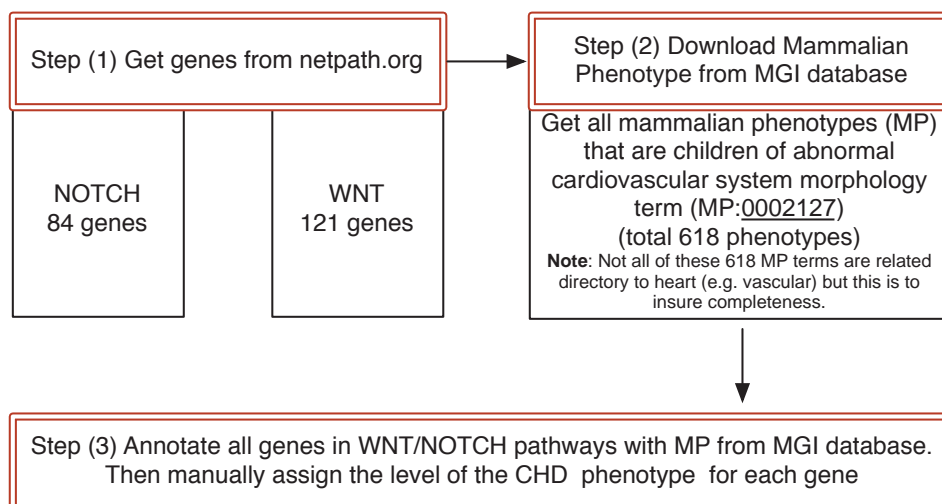 Step (1) Get genes from netpath.org
NOTCH
84 genes
WNT
121 genes
Step (2) Download Mammalian
Phenotype from MGI database
Get all mammalian phenotypes (MP)
that are children of abnormal
cardiovascular system morphology
term (MP:0002127)
(total 618 phenotypes)
Note: Not all of these 618 MP terms are related
directory to heart (e.g. vascular) but this is to
insure completeness.
Step (3) Annotate all genes in WNT/NOTCH pathways with MP from MGI database.
Then manually assign the level of the CHD phenotype for each gene